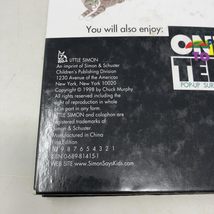 You will also enjoy:
ONE
TEN
POP-UP SUR
LITTLE SIMON
An imprint of Simon & Schuster
Children's Publishing Division
1230 Avenue of the Americas
New York, New York 10020
Copyright © 1998 by Chuck Murphy
All rights reserved including the right
of reproduction in whole
or in part in any form.
LITTLE SIMON and colophon are
registered trademarks of
Simon & Schuster
Manufactured in China
First Edition
10 9 8 7 6 5 4 3 2 1
ISBN 0-689-81415-1
WEB SITE www.SimonSaysKids.com